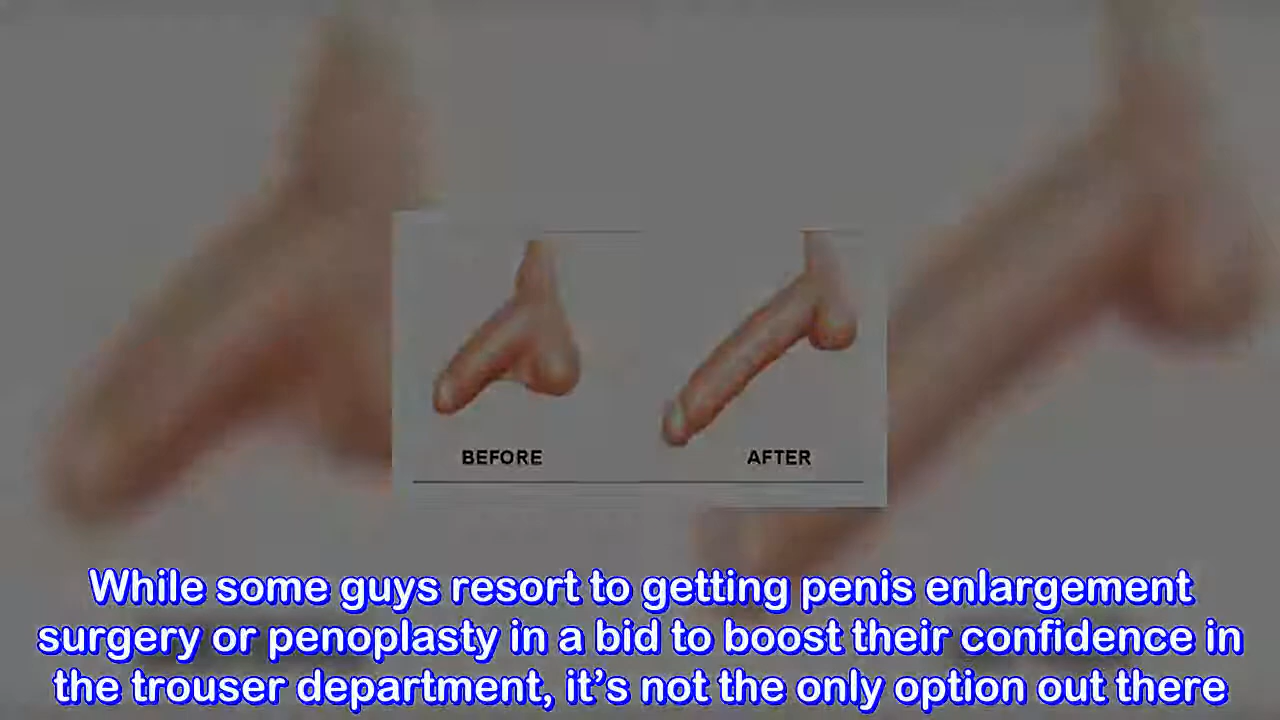 BEFORE
AFTER
While some guys resort to getting penis enlargement
surgery or penoplasty in a bid to boost their confidence in
the trouser department, it’s not the only option out there